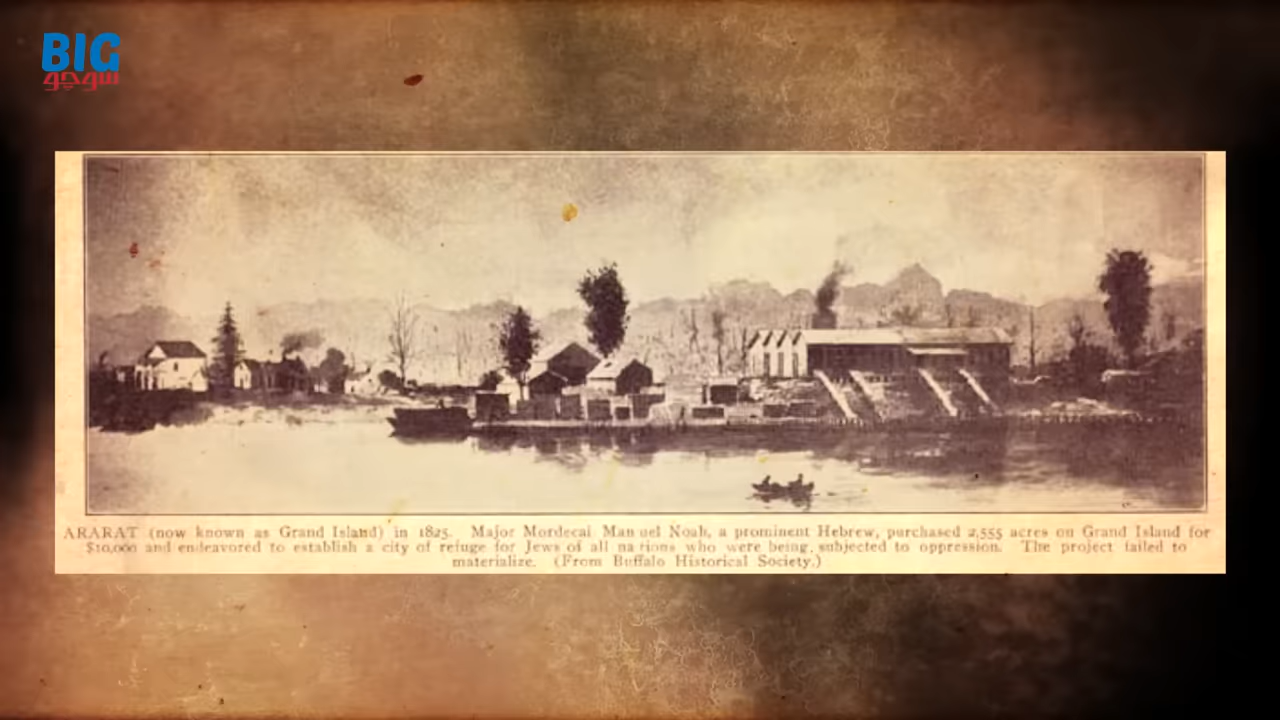 BIG
سوچو
ARARAT (now known as Grand Island) in 1825. Major Mordecai Manuel Noah, a prominent Hebrew, purchased 2,555 acres on Grand Island for
$10,000 and endeavored to establish a city of refuge for Jews of all nations who were being subjected to oppression. The project failed to
materialize. (From Buffalo Historical Society.)